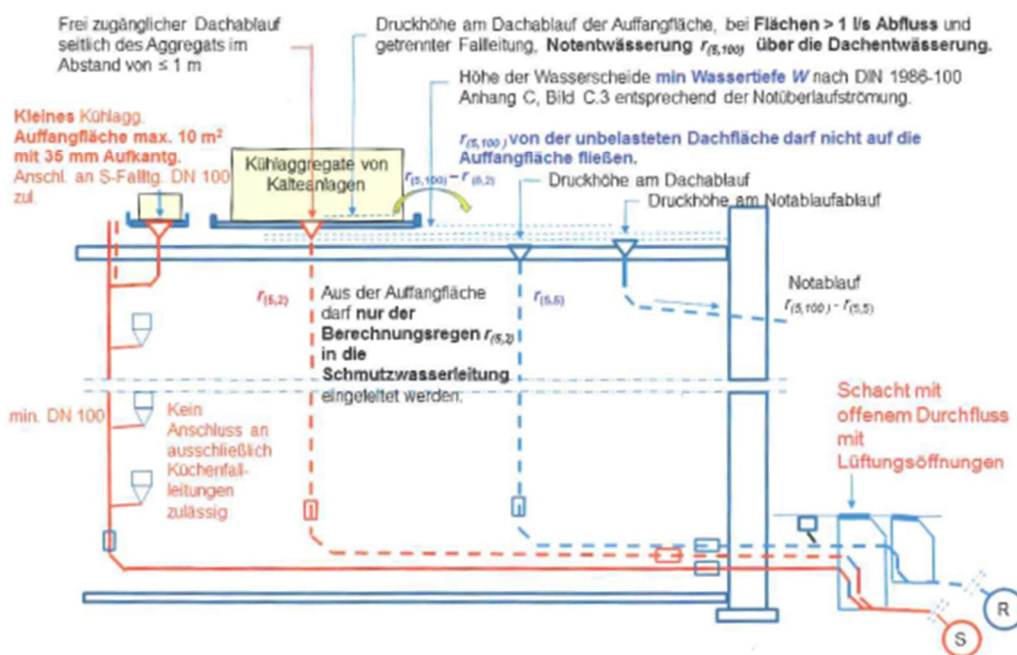 Frei zugänglicher Dachablauf
seitlich des Aggregats im
Abstand von ≤ 1 m
Druckhöhe am Dachablauf der Auffangfläche, bei Flächen > 1 l/s Abfluss und
getrennter Fallleitung, Notentwässerung r(5,100) über die Dachentwässerung.
Höhe der Wasserscheide min Wassertiefe W nach DIN 1986-100
Anhang C, Bild C.3 entsprechend der Notüberlaufströmung.
Kleines Kühlagg.
Auffangfläche max. 10 m²
mit 35 mm Aufkantg.
Anschl. an S-Falltg. DN 100
zul.
r(5,100) von der unbelasteten Dachfläche darf nicht auf die
Auffangfläche fließen.
Kühlaggregate von
Kälteanlagen
r(5,100) – r(5,2)
Druckhöhe am Dachablauf
Druckhöhe am Notablaufablauf
r(5,2)
Aus der Auffangfläche
darf nur der
Berechnungsregen r(5,2)
in die
Schmutzwasserleitung
eingeleitet werden.
r(5,5)
Notablauf
r(5,100) - r(5,5)
min. DN 100
Kein
Anschluss an
ausschließlich
Küchenfall-
leitungen
zulässig
Schacht mit
offenem Durchfluss
mit
Lüftungsöffnungen
R
S